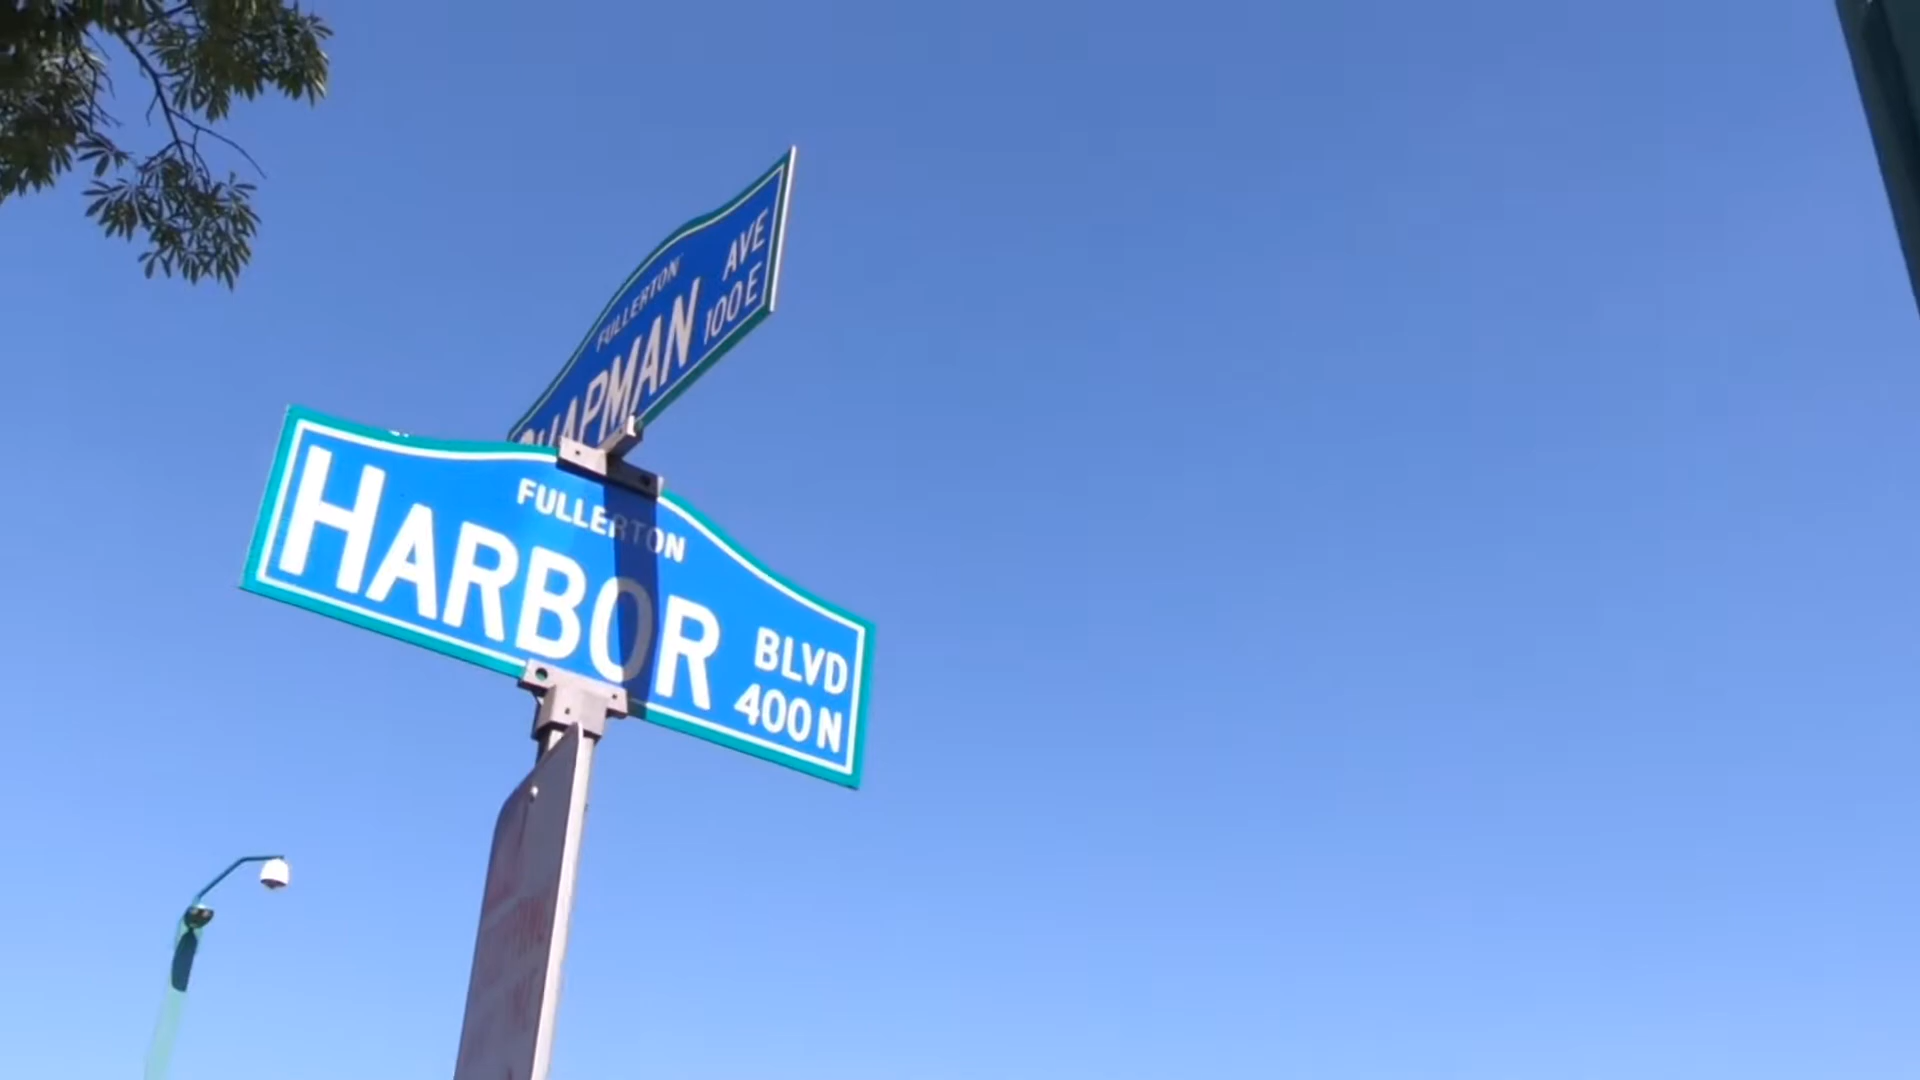 FULLERTON
CHAPMAN AVE
100 E
FULLERTON
HARBOR BLVD
400 N